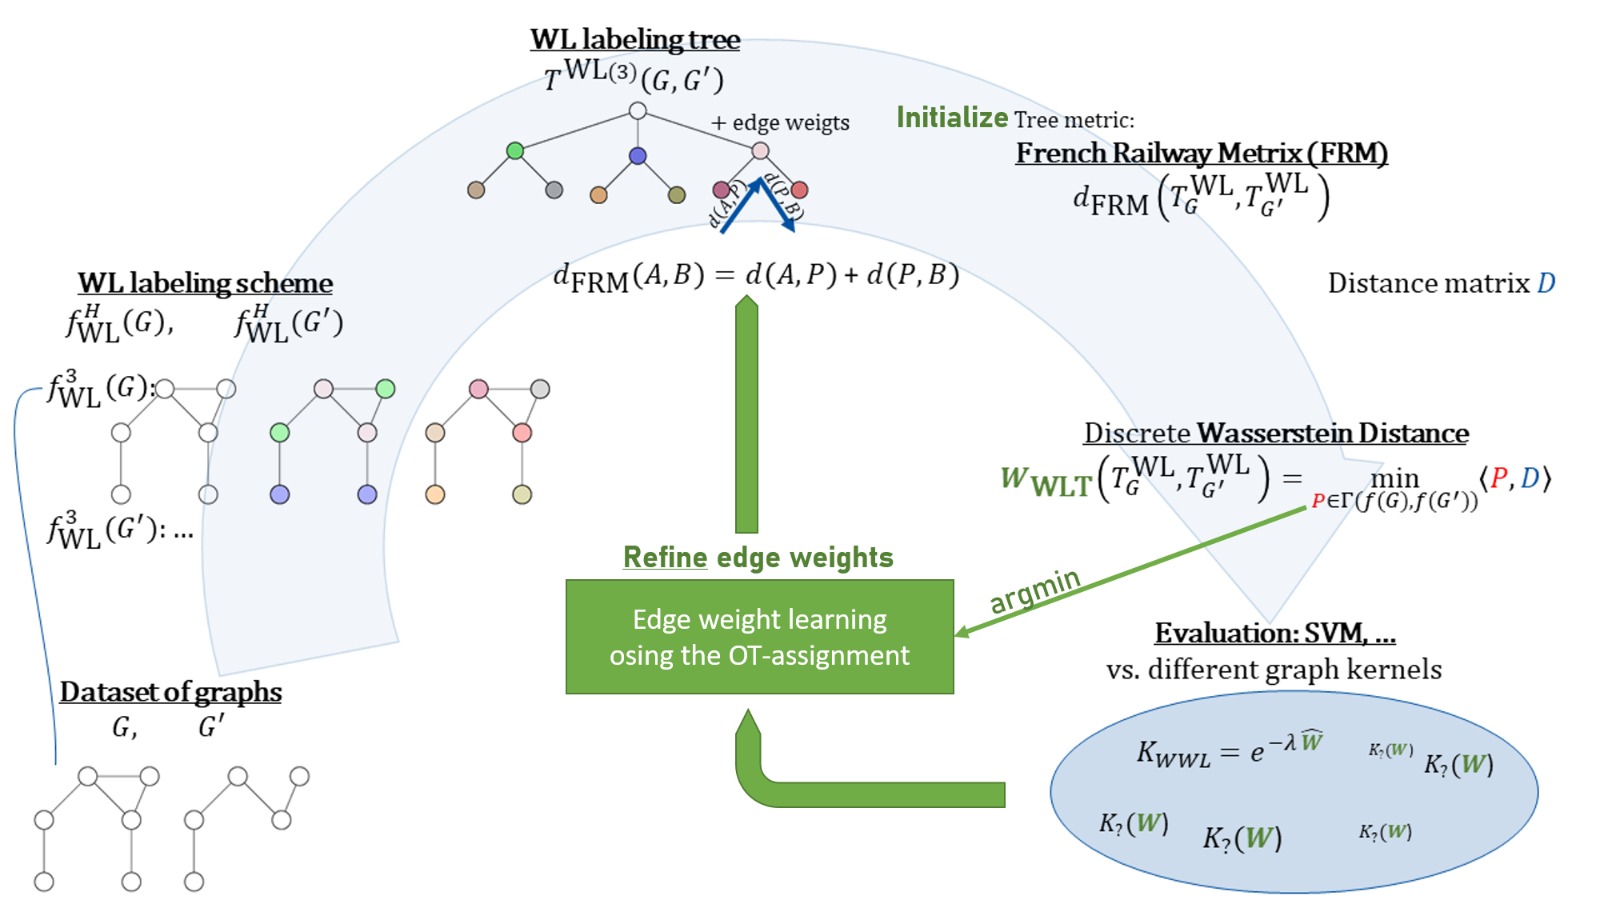 WL labeling tree
T^WL(3)(G, G′)
+ edge weigts
d(A,P)
d(P,B)
d_FRM(A, B) = d(A, P) + d(P, B)
Initialize Tree metric:
French Railway Metrix (FRM)
d_FRM(T_G^WL, T_G′^WL)
Distance matrix D
WL labeling scheme
f_WL^H(G), f_WL^H(G′)
f_WL^3(G):
f_WL^3(G′): ...
Discrete Wasserstein Distance
W_WLT(T_G^WL, T_G′^WL) = min_P∈Γ(f(G),f(G′)) ⟨P, D⟩
argmin
Refine edge weights
Edge weight learning
osing the OT-assignment
Evaluation: SVM, ...
vs. different graph kernels
K_WWL = e^−λŴ
K_?(W)
K_?(W)
K_?(W)
K_?(W)
K_?(W)
Dataset of graphs
G, G′